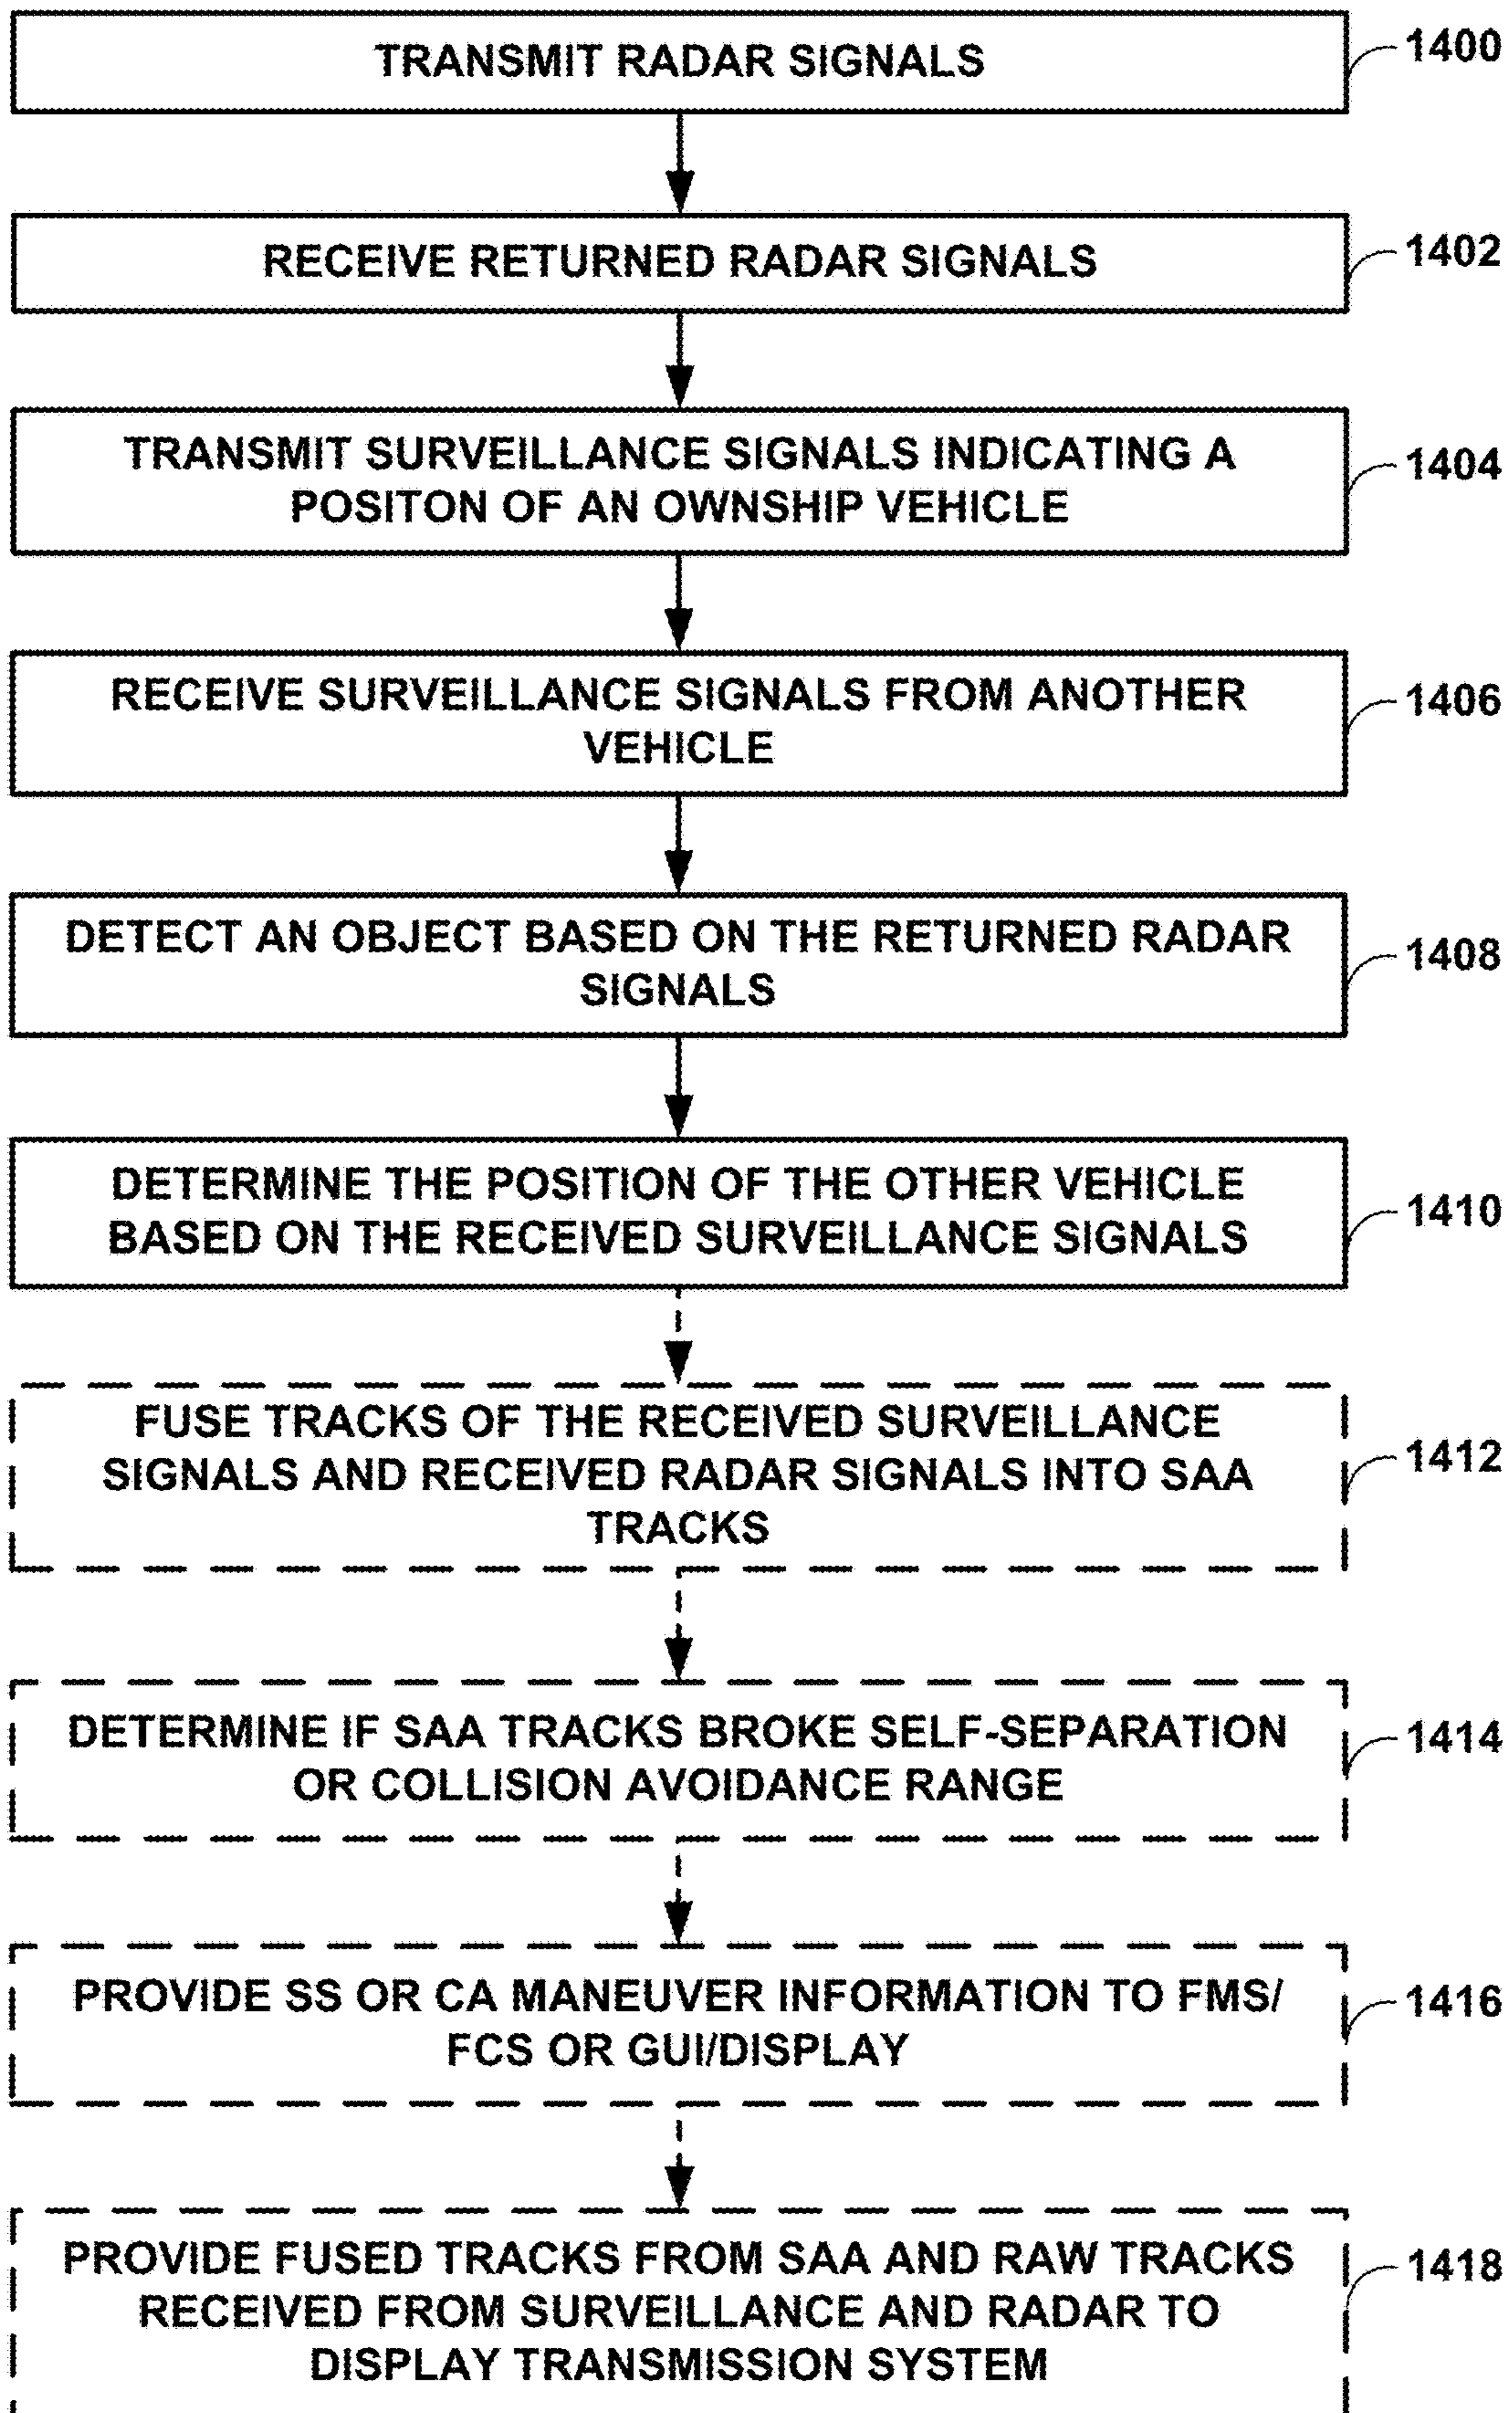 TRANSMIT RADAR SIGNALS
1400
RECEIVE RETURNED RADAR SIGNALS
1402
TRANSMIT SURVEILLANCE SIGNALS INDICATING A
POSITON OF AN OWNSHIP VEHICLE
1404
RECEIVE SURVEILLANCE SIGNALS FROM ANOTHER
VEHICLE
1406
DETECT AN OBJECT BASED ON THE RETURNED RADAR
SIGNALS
1408
DETERMINE THE POSITION OF THE OTHER VEHICLE
BASED ON THE RECEIVED SURVEILLANCE SIGNALS
1410
FUSE TRACKS OF THE RECEIVED SURVEILLANCE
SIGNALS AND RECEIVED RADAR SIGNALS INTO SAA
TRACKS
1412
DETERMINE IF SAA TRACKS BROKE SELF-SEPARATION
OR COLLISION AVOIDANCE RANGE
1414
PROVIDE SS OR CA MANEUVER INFORMATION TO FMS/
FCS OR GUI/DISPLAY
1416
PROVIDE FUSED TRACKS FROM SAA AND RAW TRACKS
RECEIVED FROM SURVEILLANCE AND RADAR TO
DISPLAY TRANSMISSION SYSTEM
1418